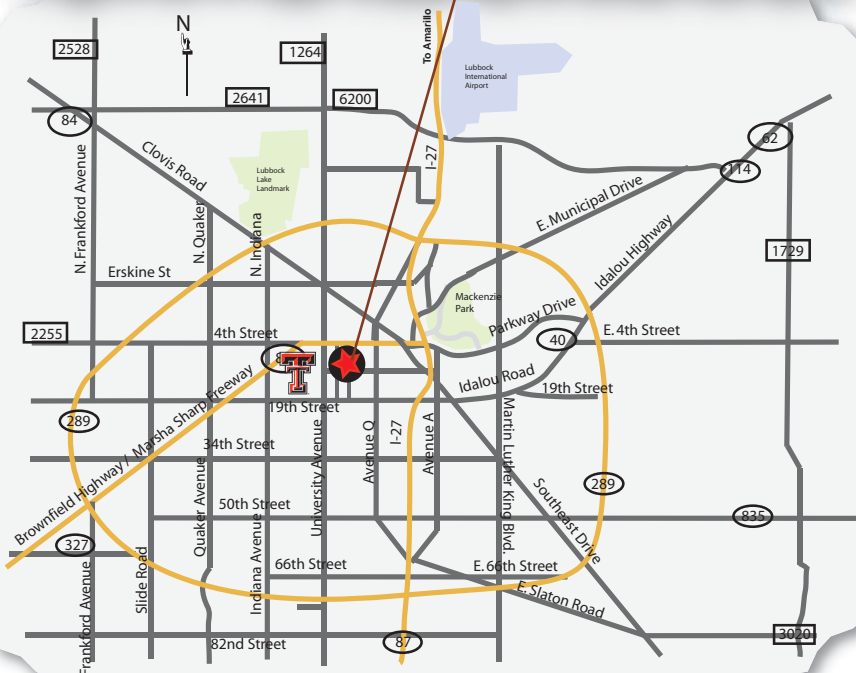 To Amarillo
N
2528
1264
Lubbock
International
Airport
2641
6200
84
62
Clovis Road
I-27
114
Lubbock
Lake
Landmark
E. Municipal Drive
N. Frankford Avenue
N. Quaker
N. Indiana
Idalou Highway
1729
Erskine St
Mackenzie
Park
Parkway Drive
2255
4th Street
40
E. 4th Street
T
Idalou Road
19th Street
19th Street
289
Brownfield Highway / Marsha Sharp Freeway
34th Street
University Avenue
Avenue Q
I-27
Avenue A
Martin Luther King Blvd.
Quaker Avenue
289
50th Street
Southeast Drive
835
327
Slide Road
Indiana Avenue
66th Street
E. 66th Street
Frankford Avenue
E. Slaton Road
82nd Street
87
3020